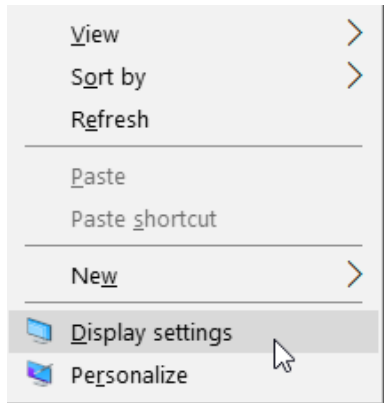 View
Sort by
Refresh
Paste
Paste shortcut
New
Display settings
Personalize